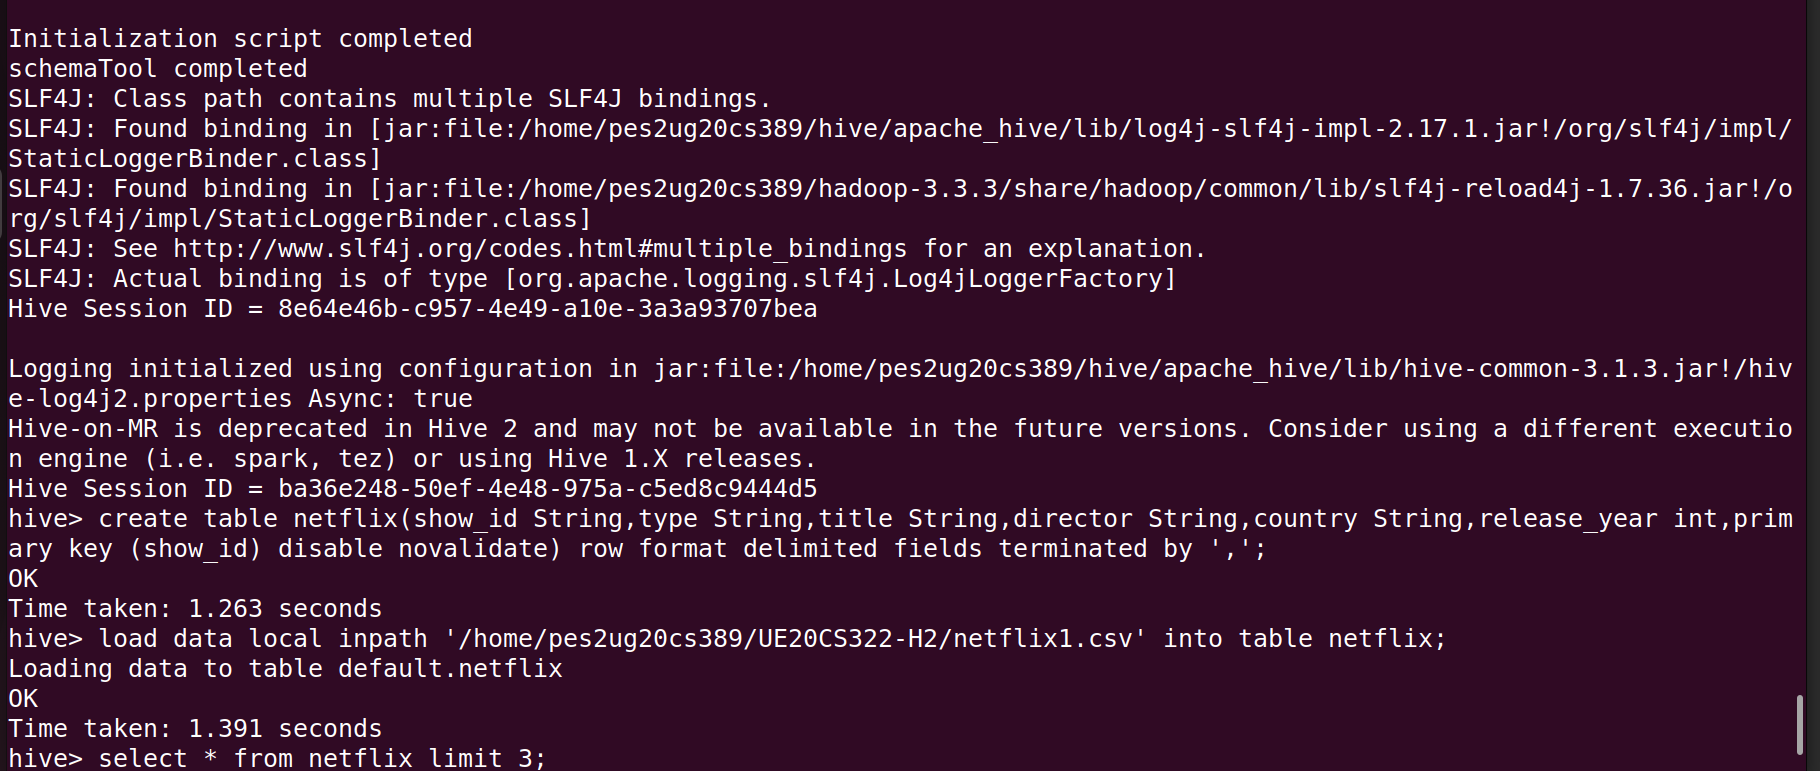 Initialization script completed
schemaTool completed
SLF4J: Class path contains multiple SLF4J bindings.
SLF4J: Found binding in [jar:file:/home/pes2ug20cs389/hive/apache_hive/lib/log4j-slf4j-impl-2.17.1.jar!/org/slf4j/impl/
StaticLoggerBinder.class]
SLF4J: Found binding in [jar:file:/home/pes2ug20cs389/hadoop-3.3.3/share/hadoop/common/lib/slf4j-reload4j-1.7.36.jar!/o
rg/slf4j/impl/StaticLoggerBinder.class]
SLF4J: See http://www.slf4j.org/codes.html#multiple_bindings for an explanation.
SLF4J: Actual binding is of type [org.apache.logging.slf4j.Log4jLoggerFactory]
Hive Session ID = 8e64e46b-c957-4e49-a10e-3a3a93707bea
Logging initialized using configuration in jar:file:/home/pes2ug20cs389/hive/apache_hive/lib/hive-common-3.1.3.jar!/hiv
e-log4j2.properties Async: true
Hive-on-MR is deprecated in Hive 2 and may not be available in the future versions. Consider using a different executio
n engine (i.e. spark, tez) or using Hive 1.X releases.
Hive Session ID = ba36e248-50ef-4e48-975a-c5ed8c9444d5
hive> create table netflix(show_id String,type String,title String,director String,country String,release_year int,prim
ary key (show_id) disable novalidate) row format delimited fields terminated by ',';
OK
Time taken: 1.263 seconds
hive> load data local inpath '/home/pes2ug20cs389/UE20CS322-H2/netflix1.csv' into table netflix;
Loading data to table default.netflix
OK
Time taken: 1.391 seconds
hive> select * from netflix limit 3;